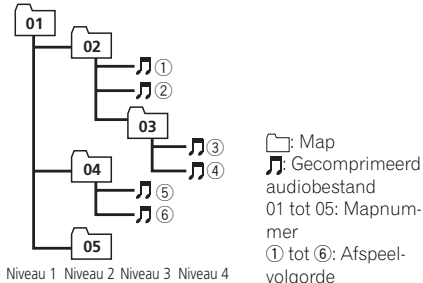 01
02
①
②
03
③
④
04
⑤
⑥
05
Niveau 1 Niveau 2 Niveau 3 Niveau 4
: Map
: Gecomprimeerd
audiobestand
01 tot 05: Mapnum-
mer
① tot ⑥: Afspeel-
volgorde